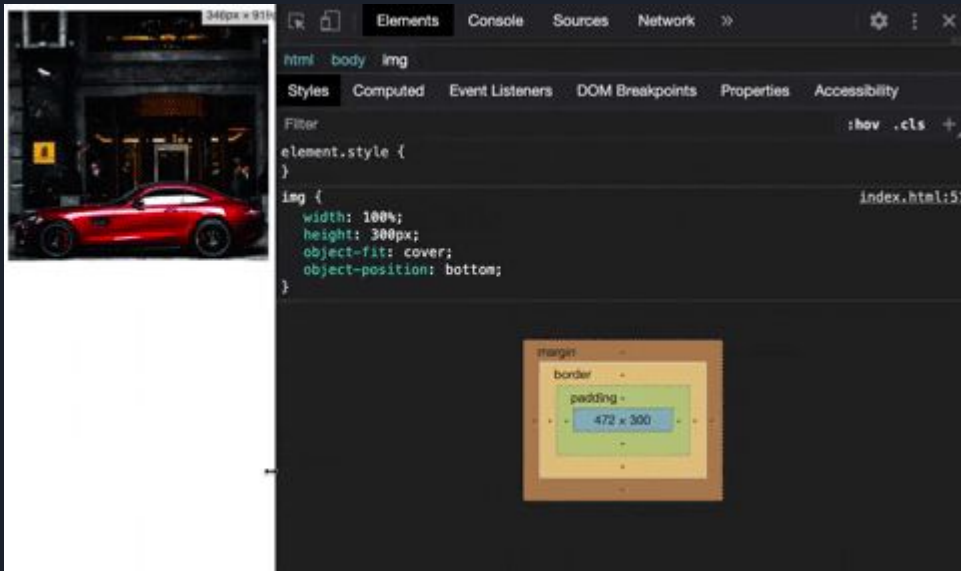 346px × 919
Elements Console Sources Network »
html body img
Styles Computed Event Listeners DOM Breakpoints Properties Accessibility
Filter :hov .cls +
element.style {
}
img { index.html:51
width: 100%;
height: 300px;
object-fit: cover;
object-position: bottom;
}
margin -
border -
padding -
- - - 472 × 300 - - -
-
-
-